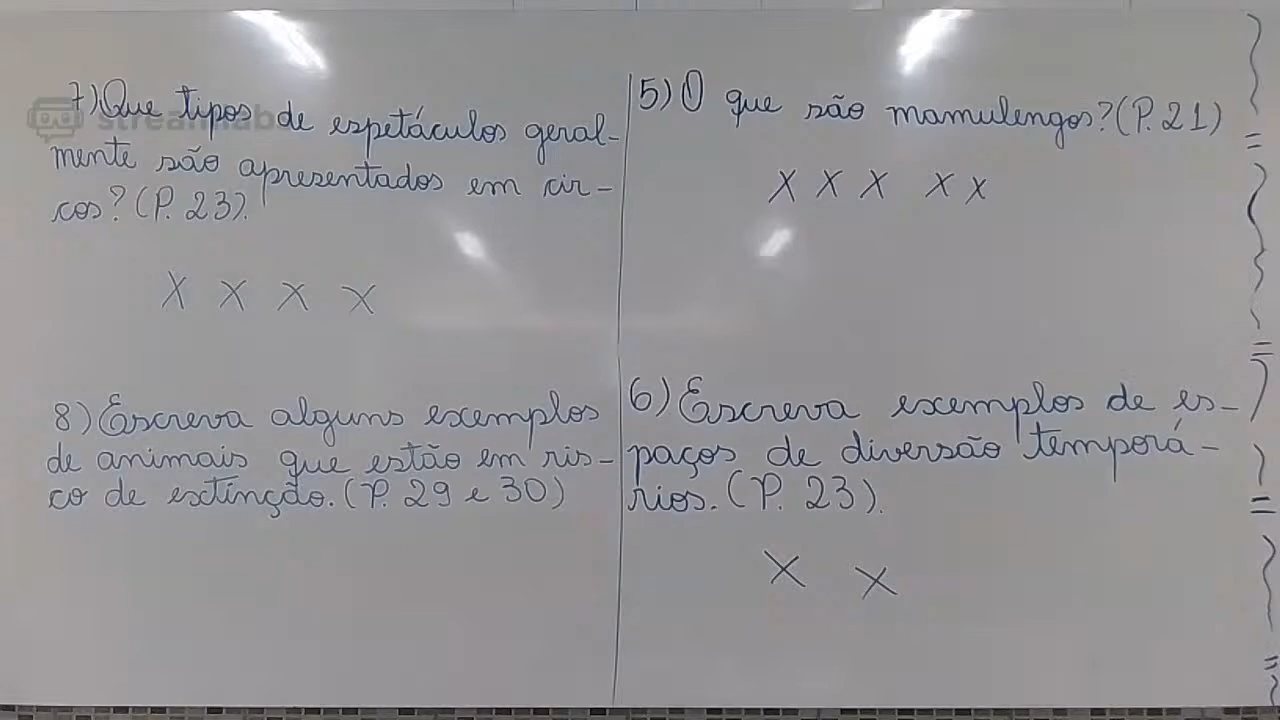 7) Que tipos de espetáculos geral-
mente são apresentados em cir-
cos? (P. 23).
X X X X
8) Escreva alguns exemplos
de animais que estão em ris-
co de extinção. (P. 29 e 30)
5) O que são mamulengos? (P. 21)
X X X X X
6) Escreva exemplos de es-
paços de diversão temporá-
rios. (P. 23).
X X
streamlabs